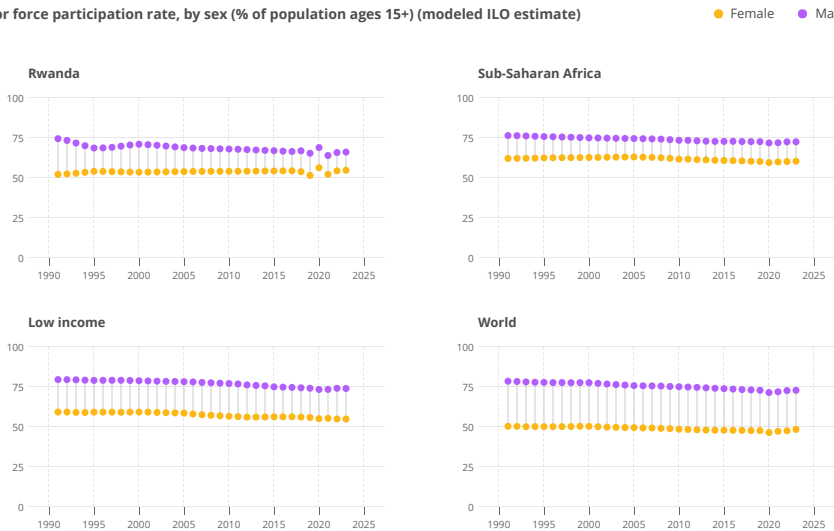 or force participation rate, by sex (% of population ages 15+) (modeled ILO estimate)
Female Ma
Rwanda
100
75
50
25
0
1990 1995 2000 2005 2010 2015 2020 2025
Sub-Saharan Africa
100
75
50
25
0
1990 1995 2000 2005 2010 2015 2020 2025
Low income
100
75
50
25
0
1990 1995 2000 2005 2010 2015 2020 2025
World
100
75
50
25
0
1990 1995 2000 2005 2010 2015 2020 2025